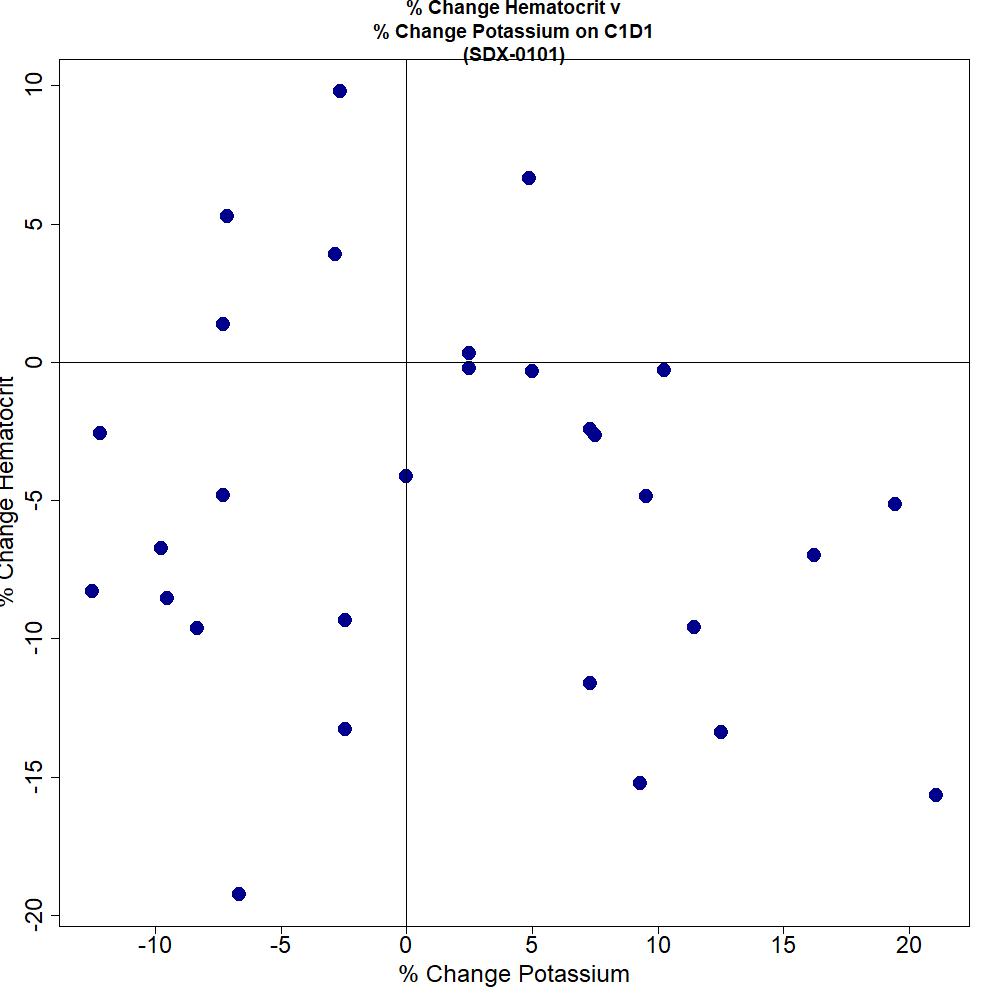 % Change Hematocrit v
% Change Potassium on C1D1
(SDX-0101)
10
5
0
-5
-10
-15
-20
% Change Hematocrit
-10
-5
0
5
10
15
20
% Change Potassium